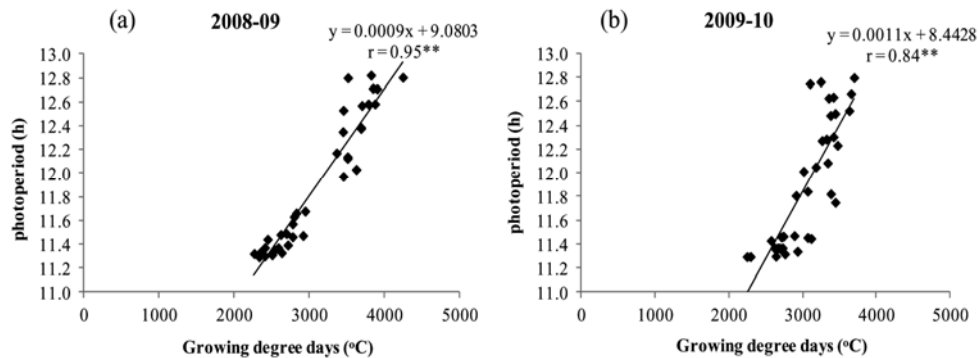 (a)
2008-09
y = 0.0009x + 9.0803
r = 0.95**
13.0
12.8
12.6
12.4
12.2
12.0
11.8
11.6
11.4
11.2
11.0
photoperiod (h)
0 1000 2000 3000 4000 5000
Growing degree days (°C)
(b)
2009-10
y = 0.0011x + 8.4428
r = 0.84**
13.0
12.8
12.6
12.4
12.2
12.0
11.8
11.6
11.4
11.2
11.0
photoperiod (h)
0 1000 2000 3000 4000 5000
Growing degree days (°C)